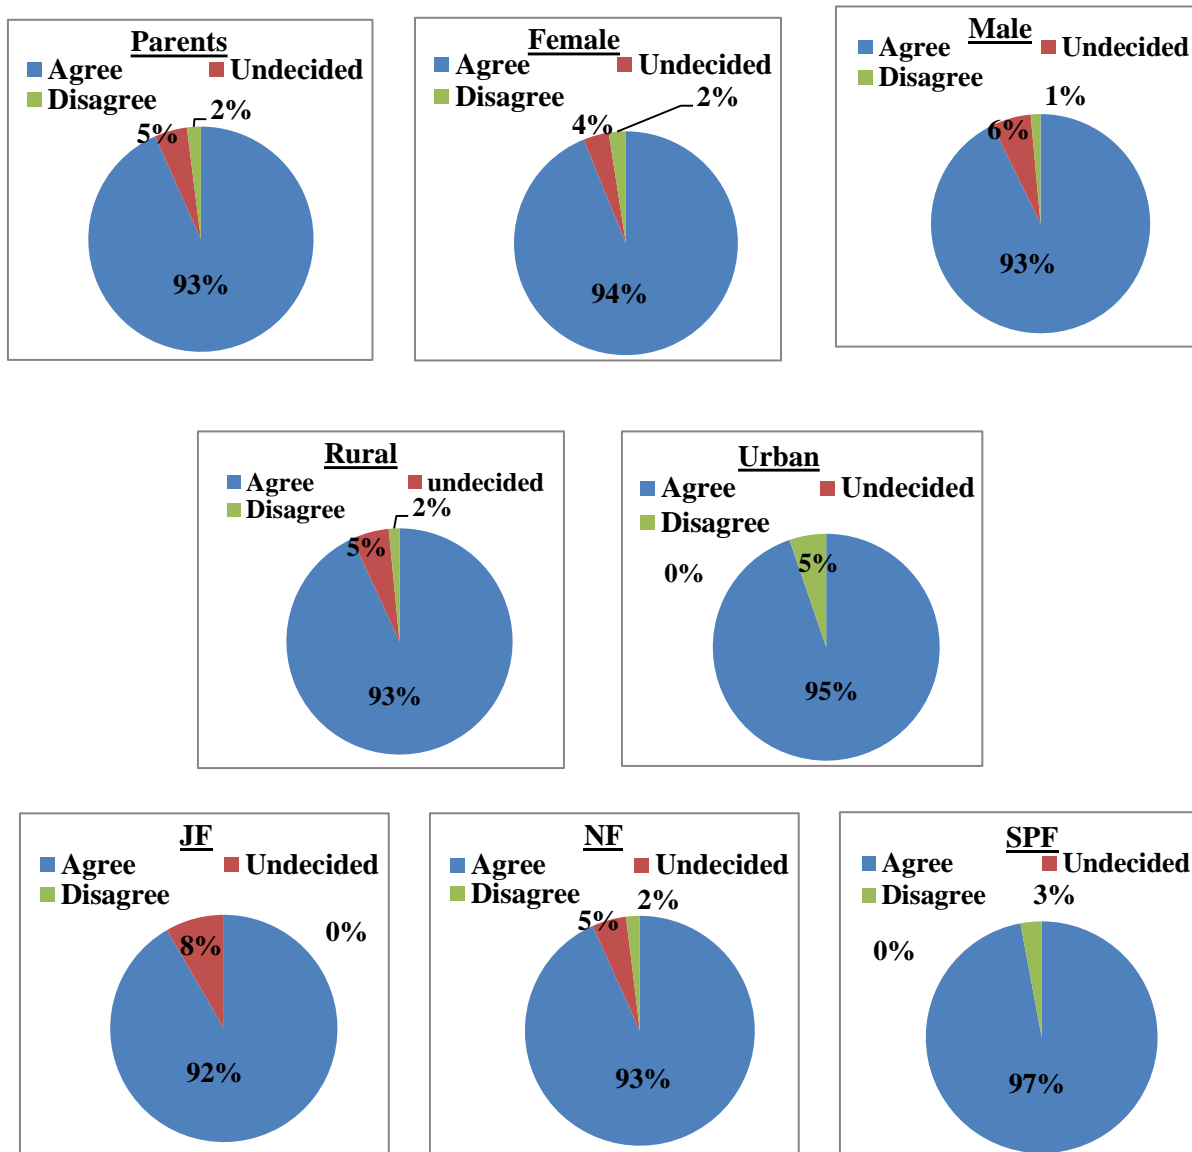 Parents
Agree Undecided
Disagree
2%
5%
93%
Female
Agree Undecided
Disagree
2%
4%
94%
Male
Agree Undecided
Disagree
1%
6%
93%
Rural
Agree undecided
Disagree
2%
5%
93%
Urban
Agree Undecided
Disagree
0%
5%
95%
JF
Agree Undecided
Disagree
0%
8%
92%
NF
Agree Undecided
Disagree
2%
5%
93%
SPF
Agree Undecided
Disagree
3%
0%
97%